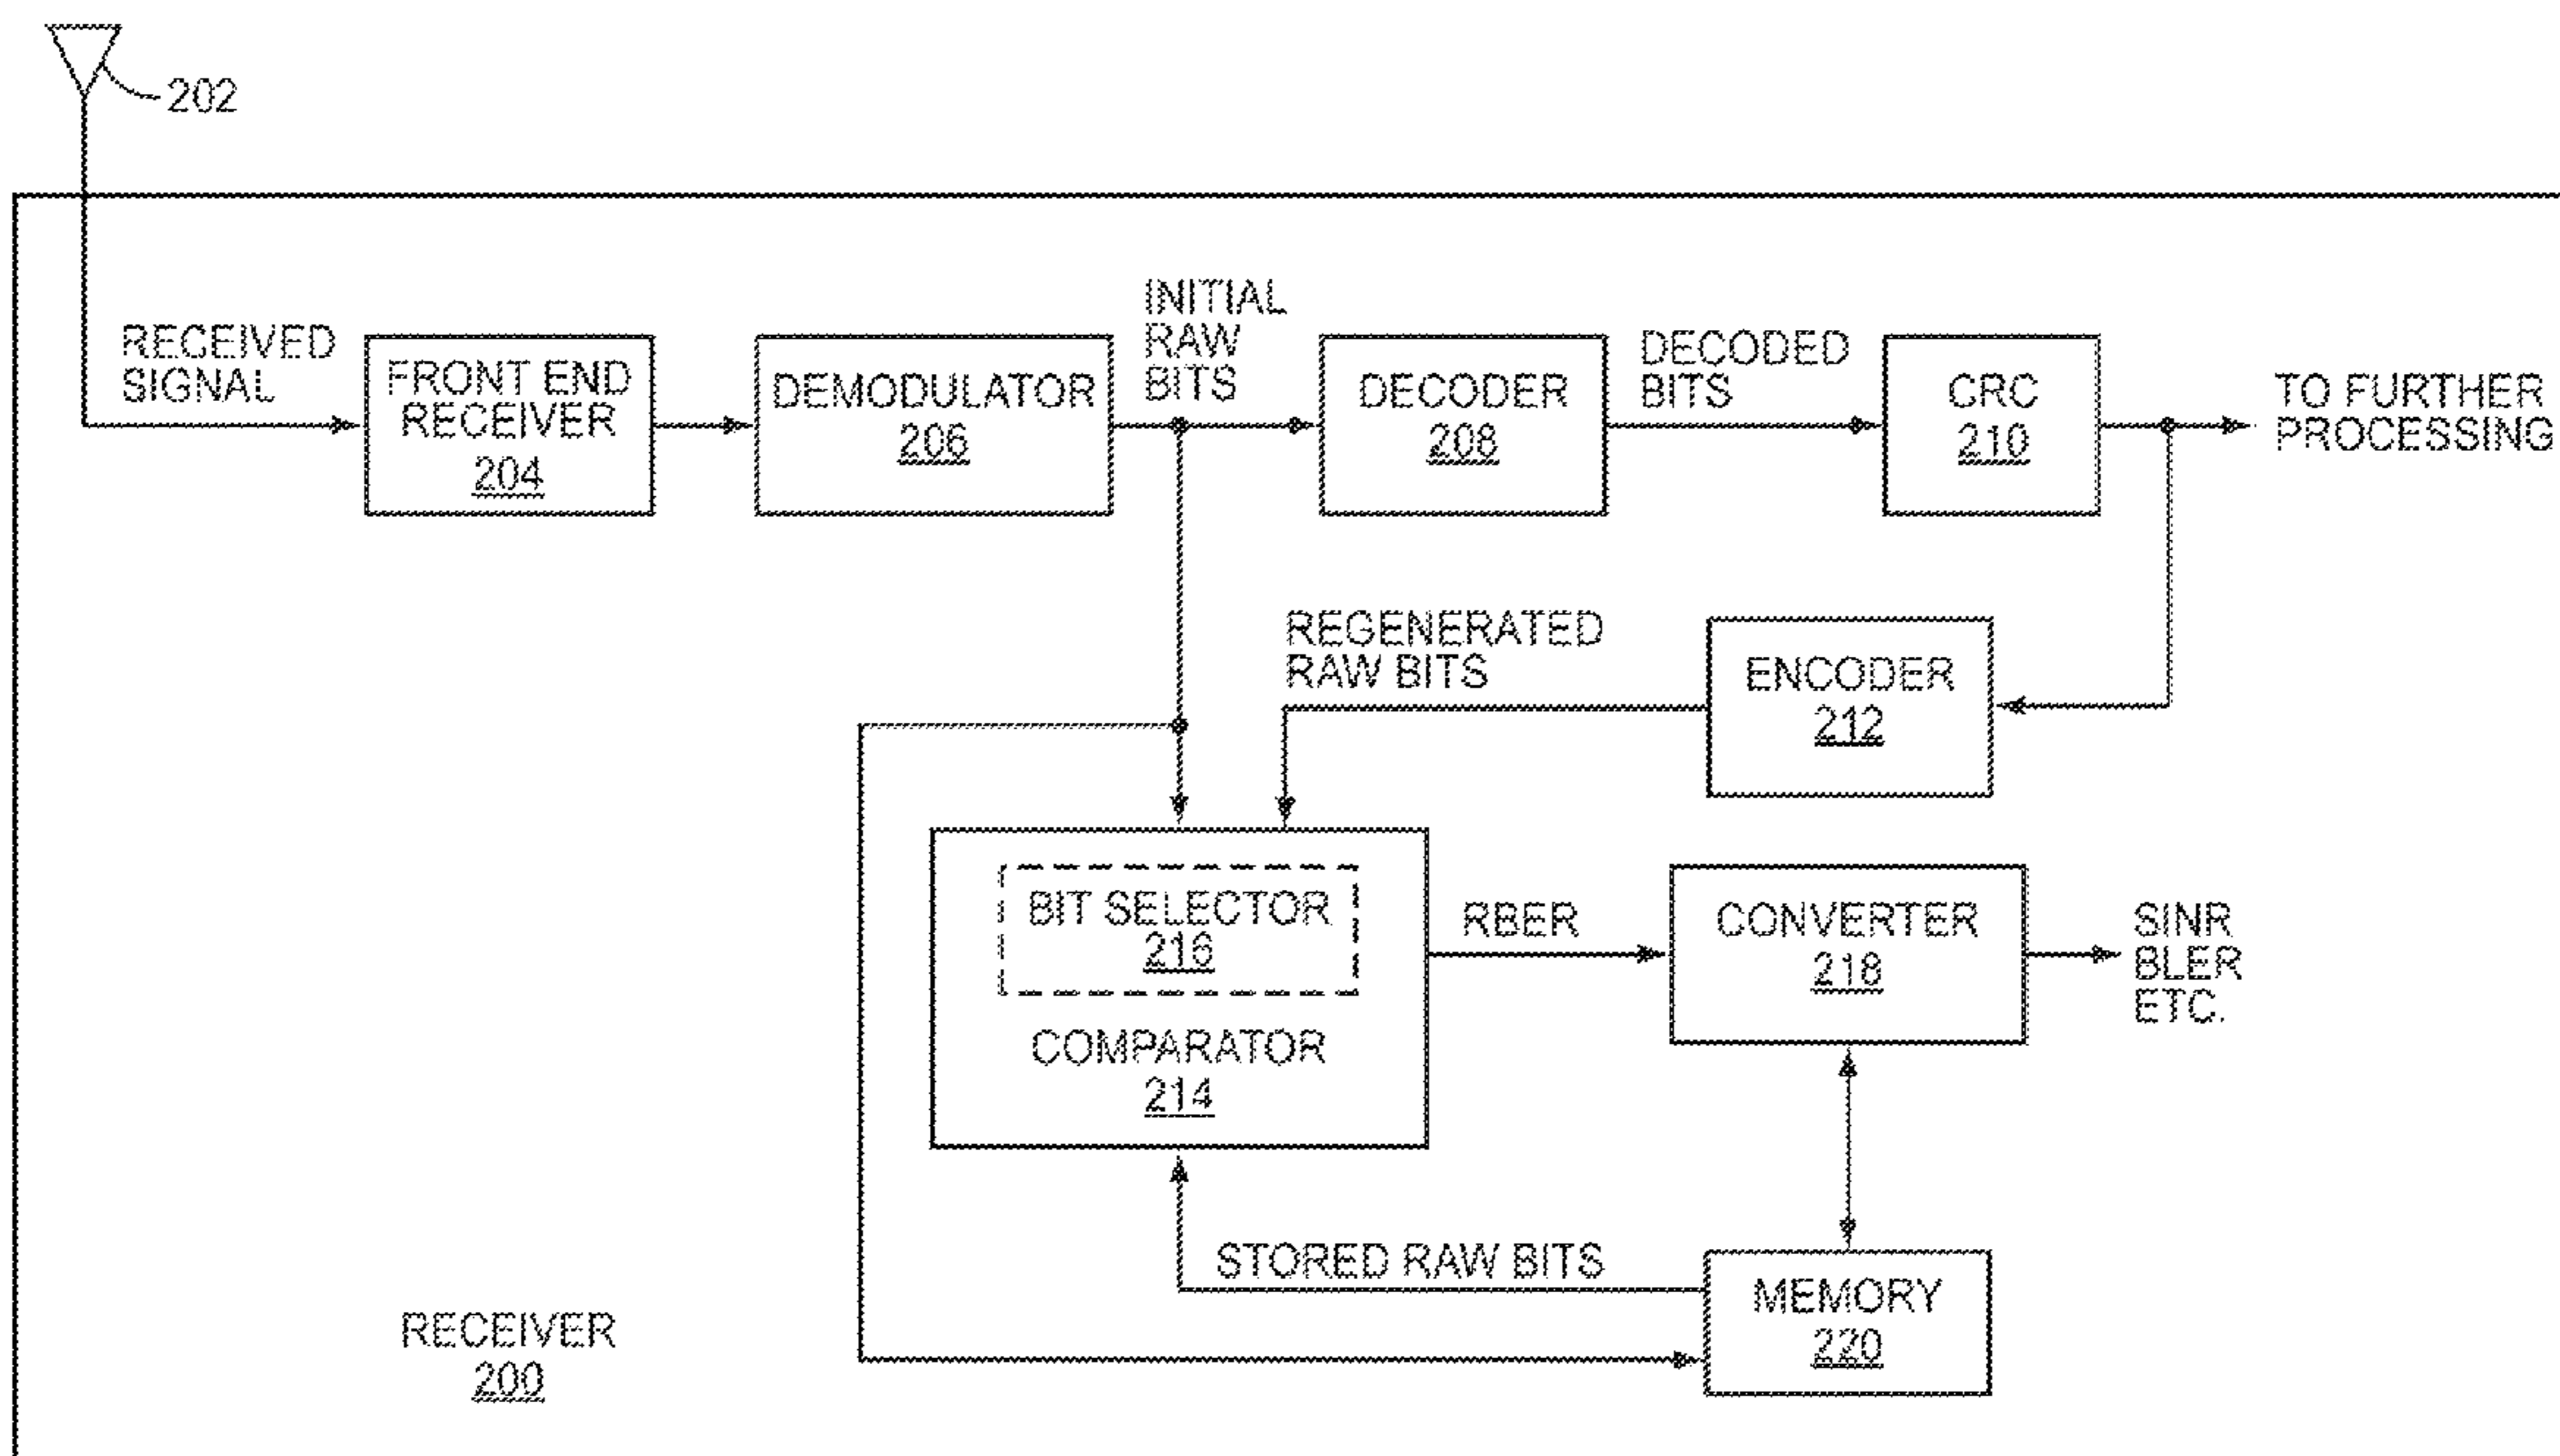 202
RECEIVED
SIGNAL
FRONT END
RECEIVER
204
DEMODULATOR
206
INITIAL
RAW
BITS
DECODER
208
DECODED
BITS
CRC
210
TO FURTHER
PROCESSING
REGENERATED
RAW BITS
ENCODER
212
BIT SELECTOR
216
COMPARATOR
214
RBER
CONVERTER
218
SINR
BLER
ETC.
STORED RAW BITS
MEMORY
220
RECEIVER
200